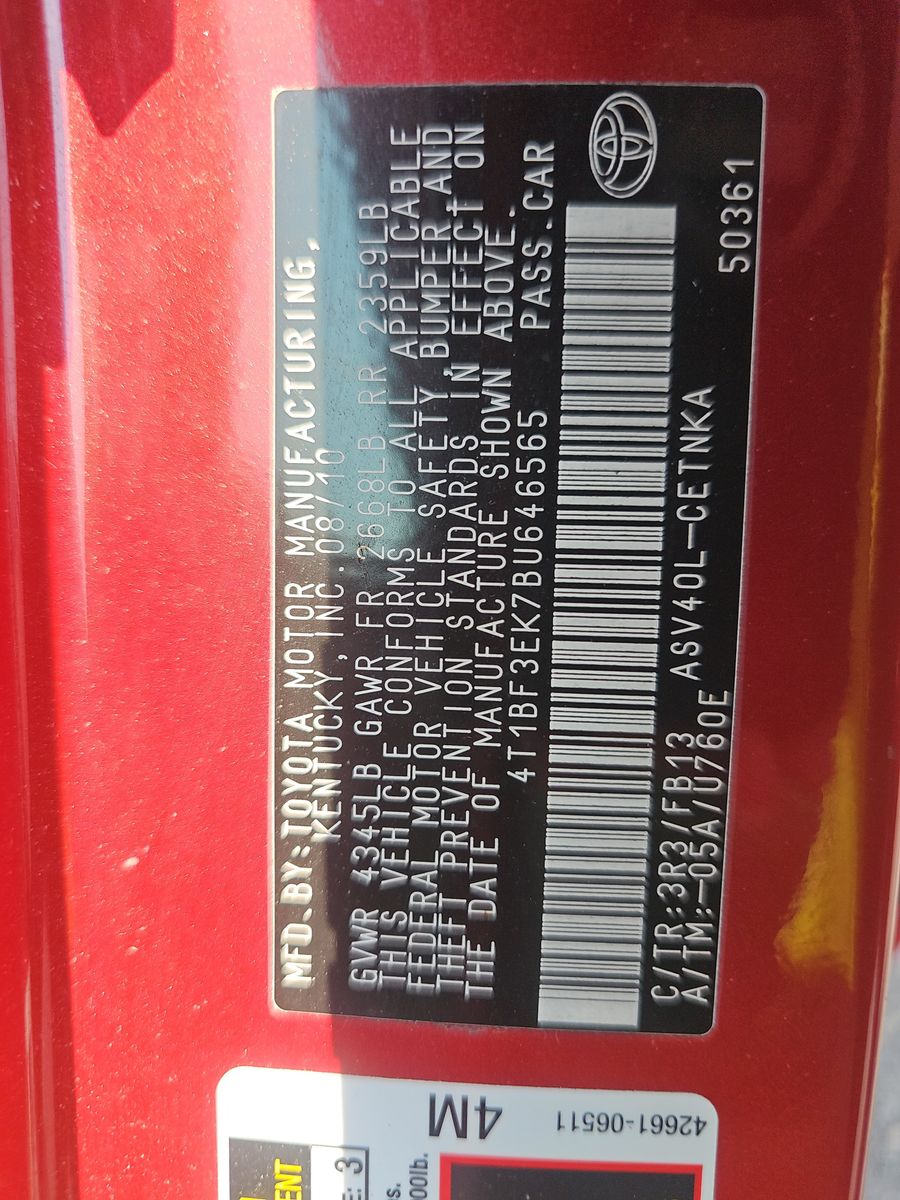 MFD.BY:TOYOTA MOTOR MANUFACTURING,
KENTUCKY, INC. 08/10
GVWR 4345LB GAWR FR 2668LB RR 2359LB
THIS VEHICLE CONFORMS TO ALL APPLICABLE
FEDERAL MOTOR VEHICLE SAFETY, BUMPER AND
THEFT PREVENTION STANDARDS IN EFFECT ON
THE DATE OF MANUFACTURE SHOWN ABOVE.
4T1BF3EK7BU646565 PASS.CAR
C/TR:3R3/FB13 ASV40L-CETNKA 50361
A/TM:-05A/U760E
4M
42661-06511
3